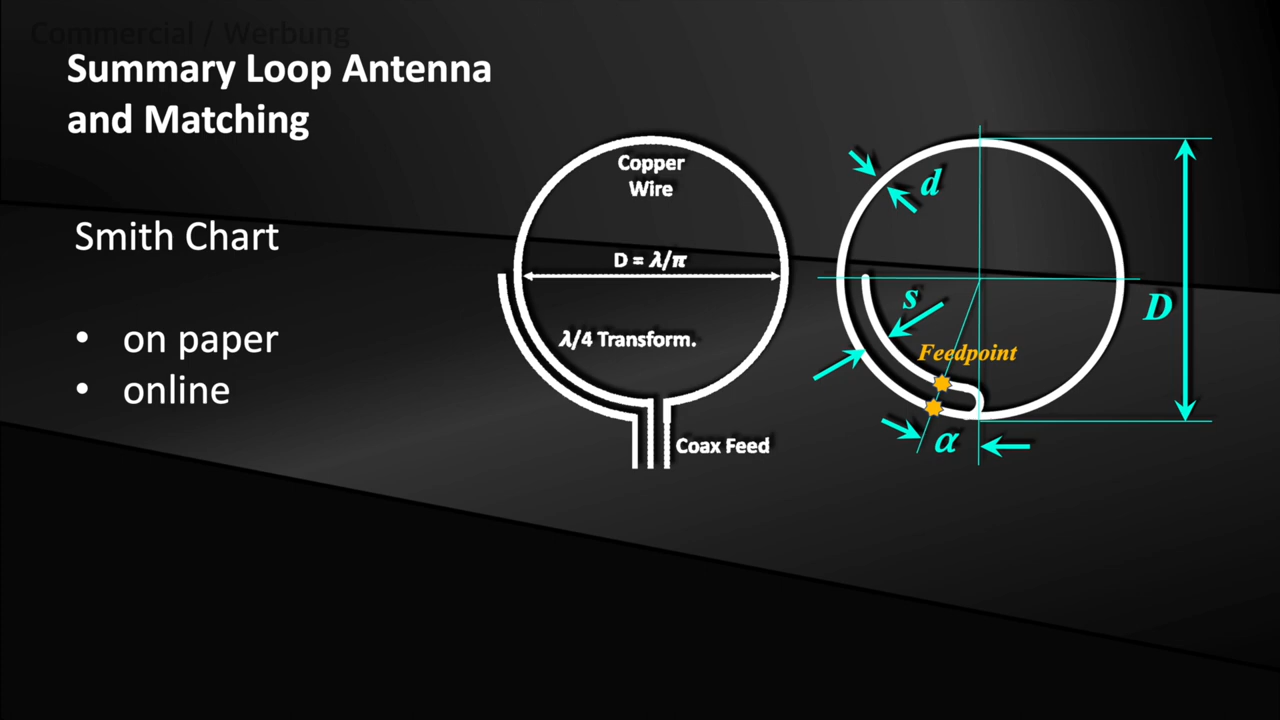 Commercial / Werbung
Summary Loop Antenna
and Matching
Smith Chart
• on paper
• online
Copper
Wire
D = λ/π
λ/4 Transform.
Coax Feed
d
s
D
Feedpoint
α